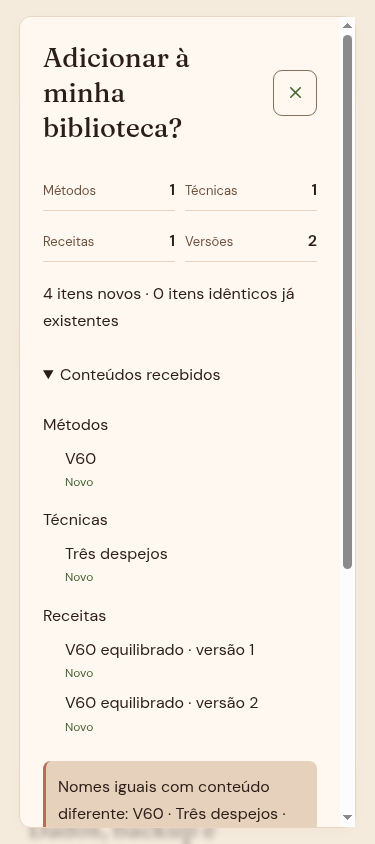 Adicionar à
minha
biblioteca?
Métodos 1 Técnicas 1
Receitas 1 Versões 2
4 itens novos · 0 itens idênticos já
existentes
▼ Conteúdos recebidos
Métodos
V60
Novo
Técnicas
Três despejos
Novo
Receitas
V60 equilibrado · versão 1
Novo
V60 equilibrado · versão 2
Novo
Nomes iguais com conteúdo
diferente: V60 · Três despejos ·